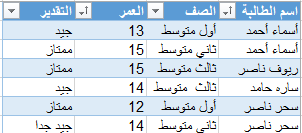 اسم الطالبة الصف العمر التقدير
أسماء أحمد أول متوسط 13 جيد
أسماء أحمد ثاني متوسط 15 ممتاز
ريوف ناصر ثالث متوسط 15 ممتاز
ساره حامد ثالث متوسط 14 جيد
سحر ناصر أول متوسط 12 ممتاز
سحر ناصر ثاني متوسط 14 جيد جدا